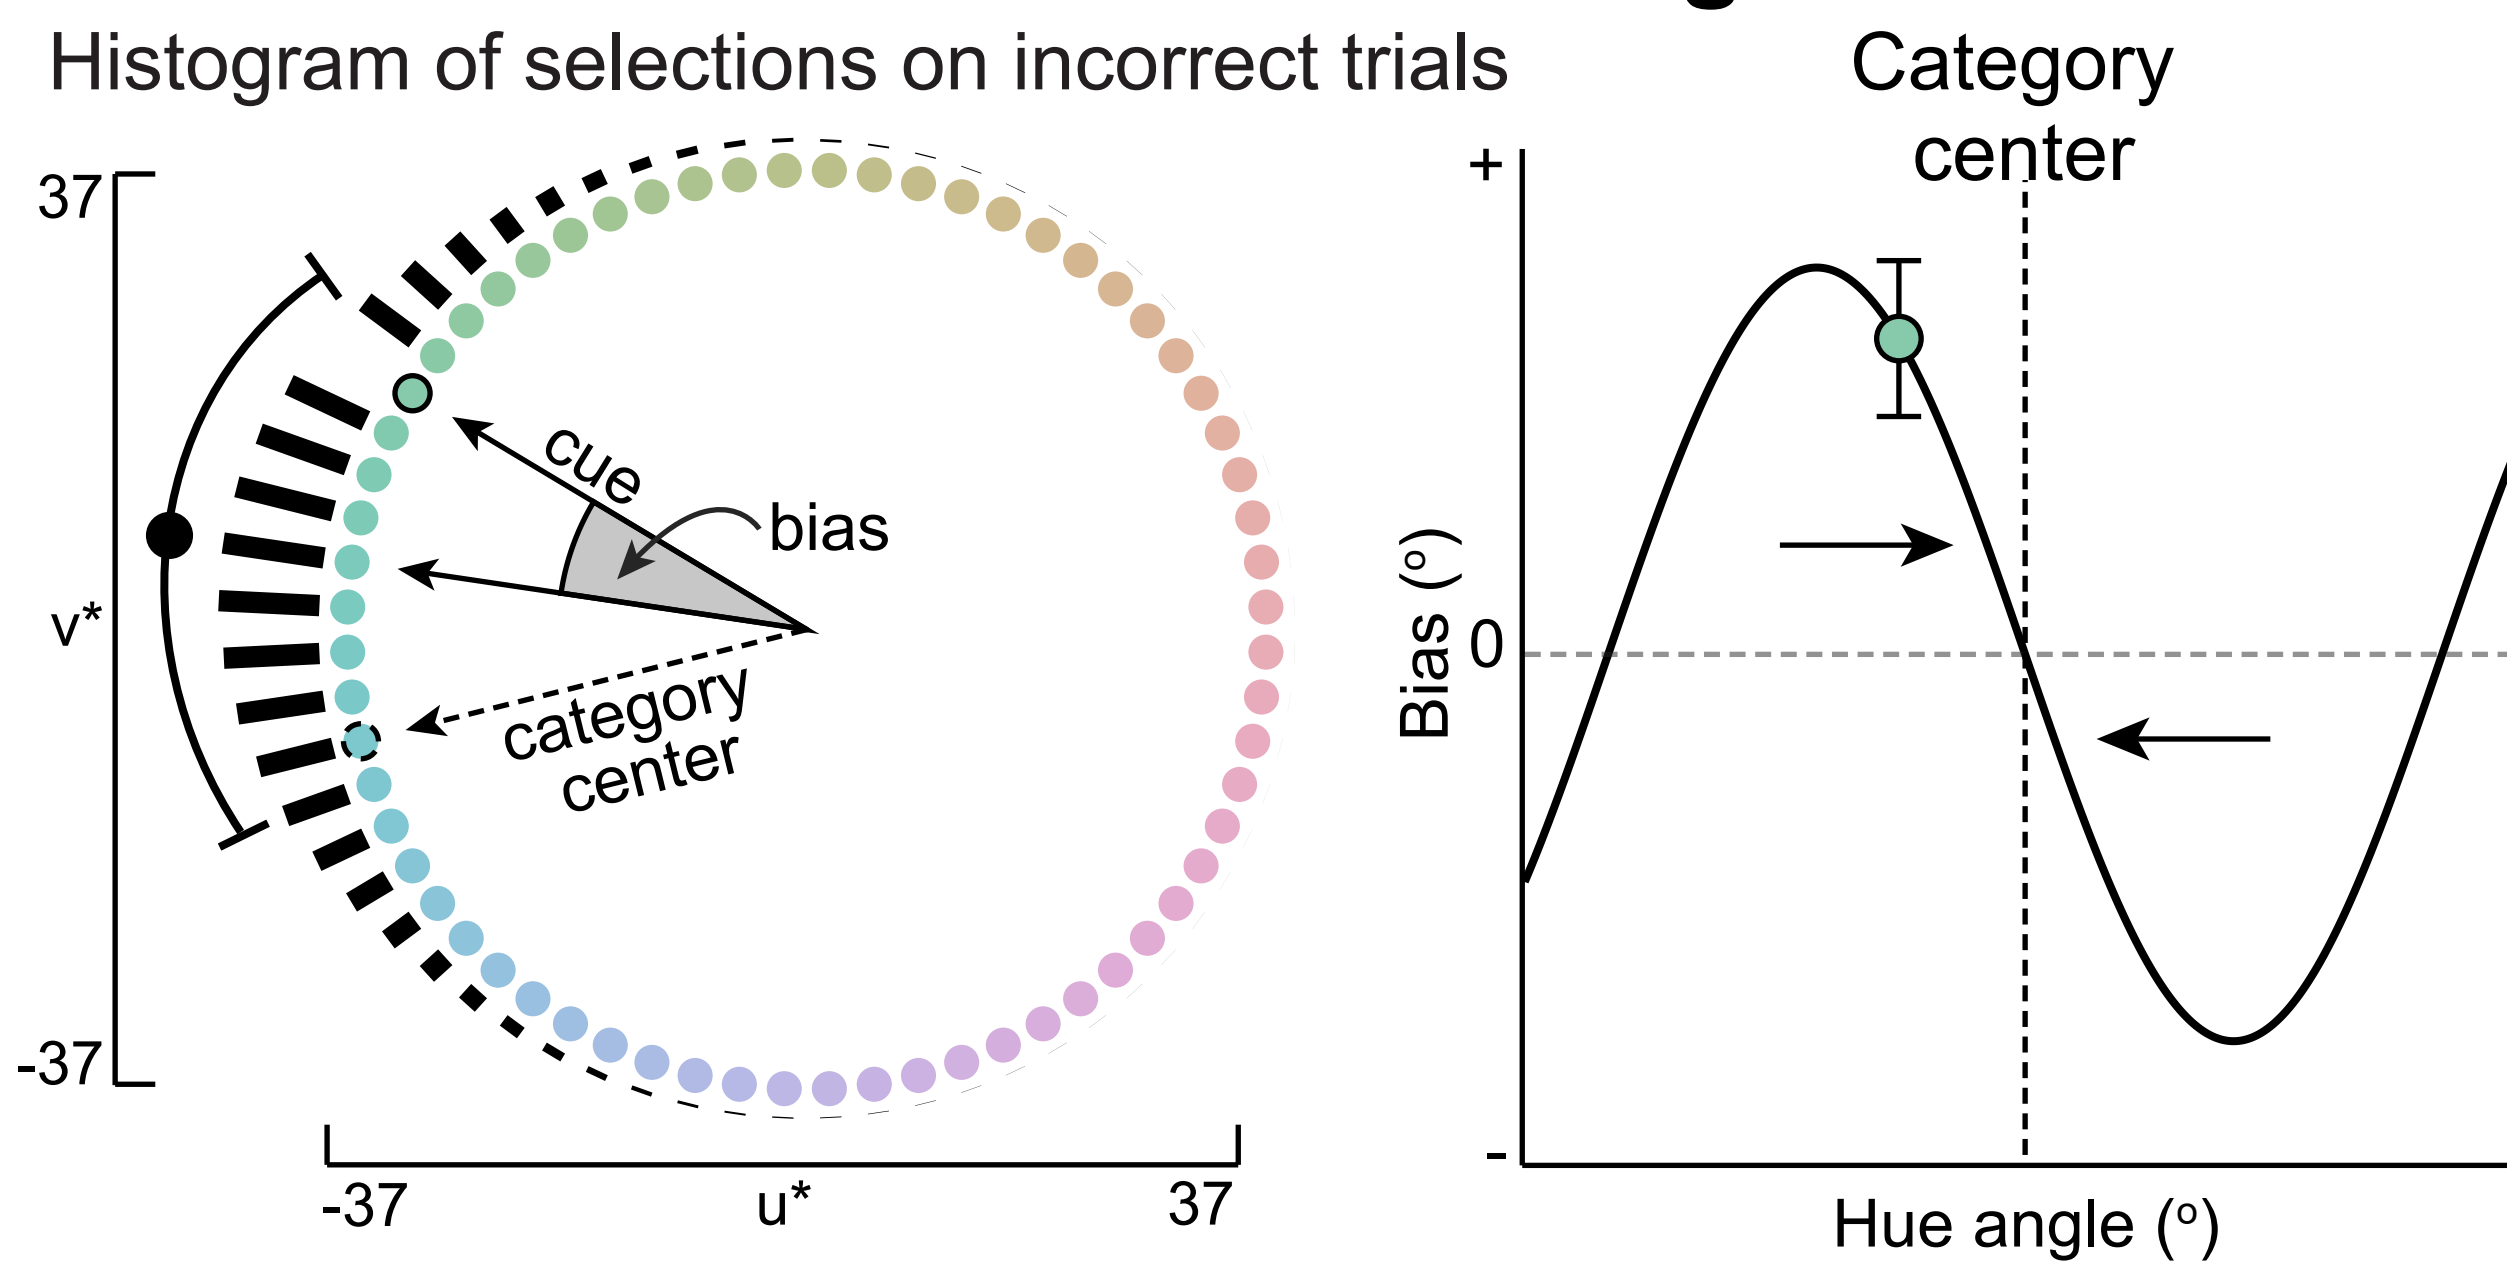 Histogram of selections on incorrect trials
37
v*
-37
cue
bias
category
center
-37
u*
37
Category
center
+
0
-
Bias (º)
Hue angle (º)